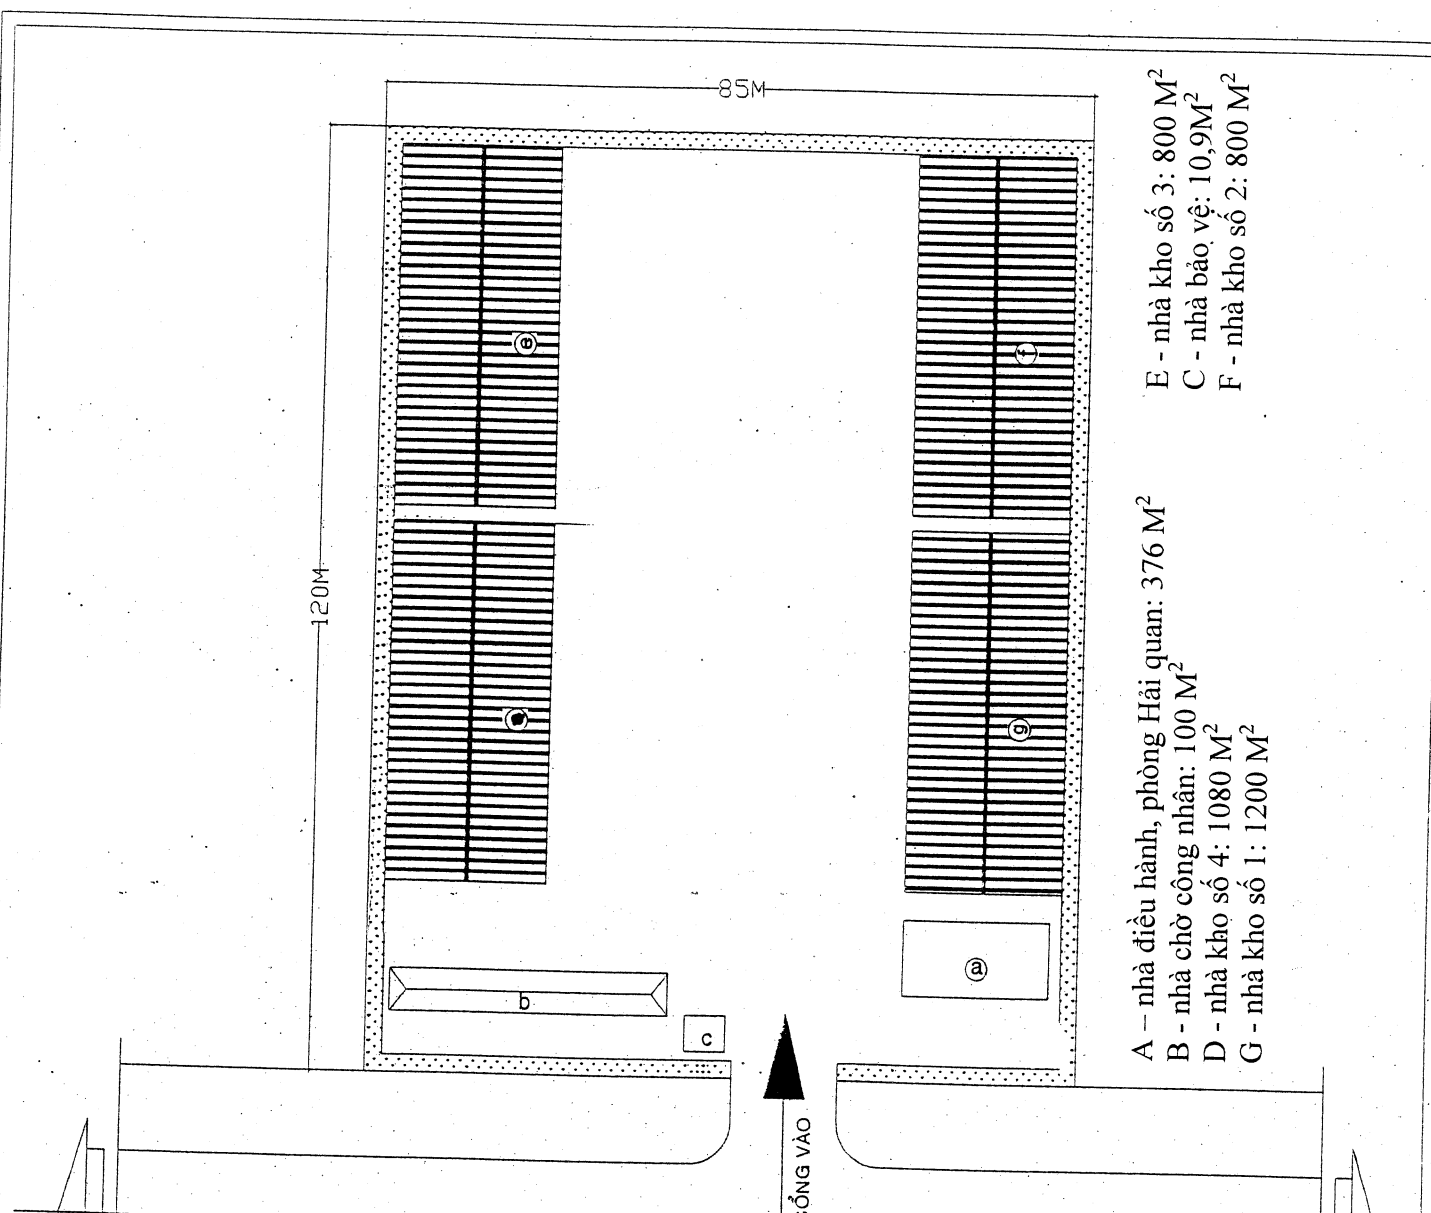 85M
120M
e
f
g
a
b
c
A – nhà điều hành, phòng Hải quan: 376 M²
B - nhà chờ công nhân: 100 M²
D - nhà kho số 4: 1080 M²
G - nhà kho số 1: 1200 M²
E - nhà kho số 3: 800 M²
C - nhà bảo vệ: 10,9M²
F - nhà kho số 2: 800 M²
VÀO